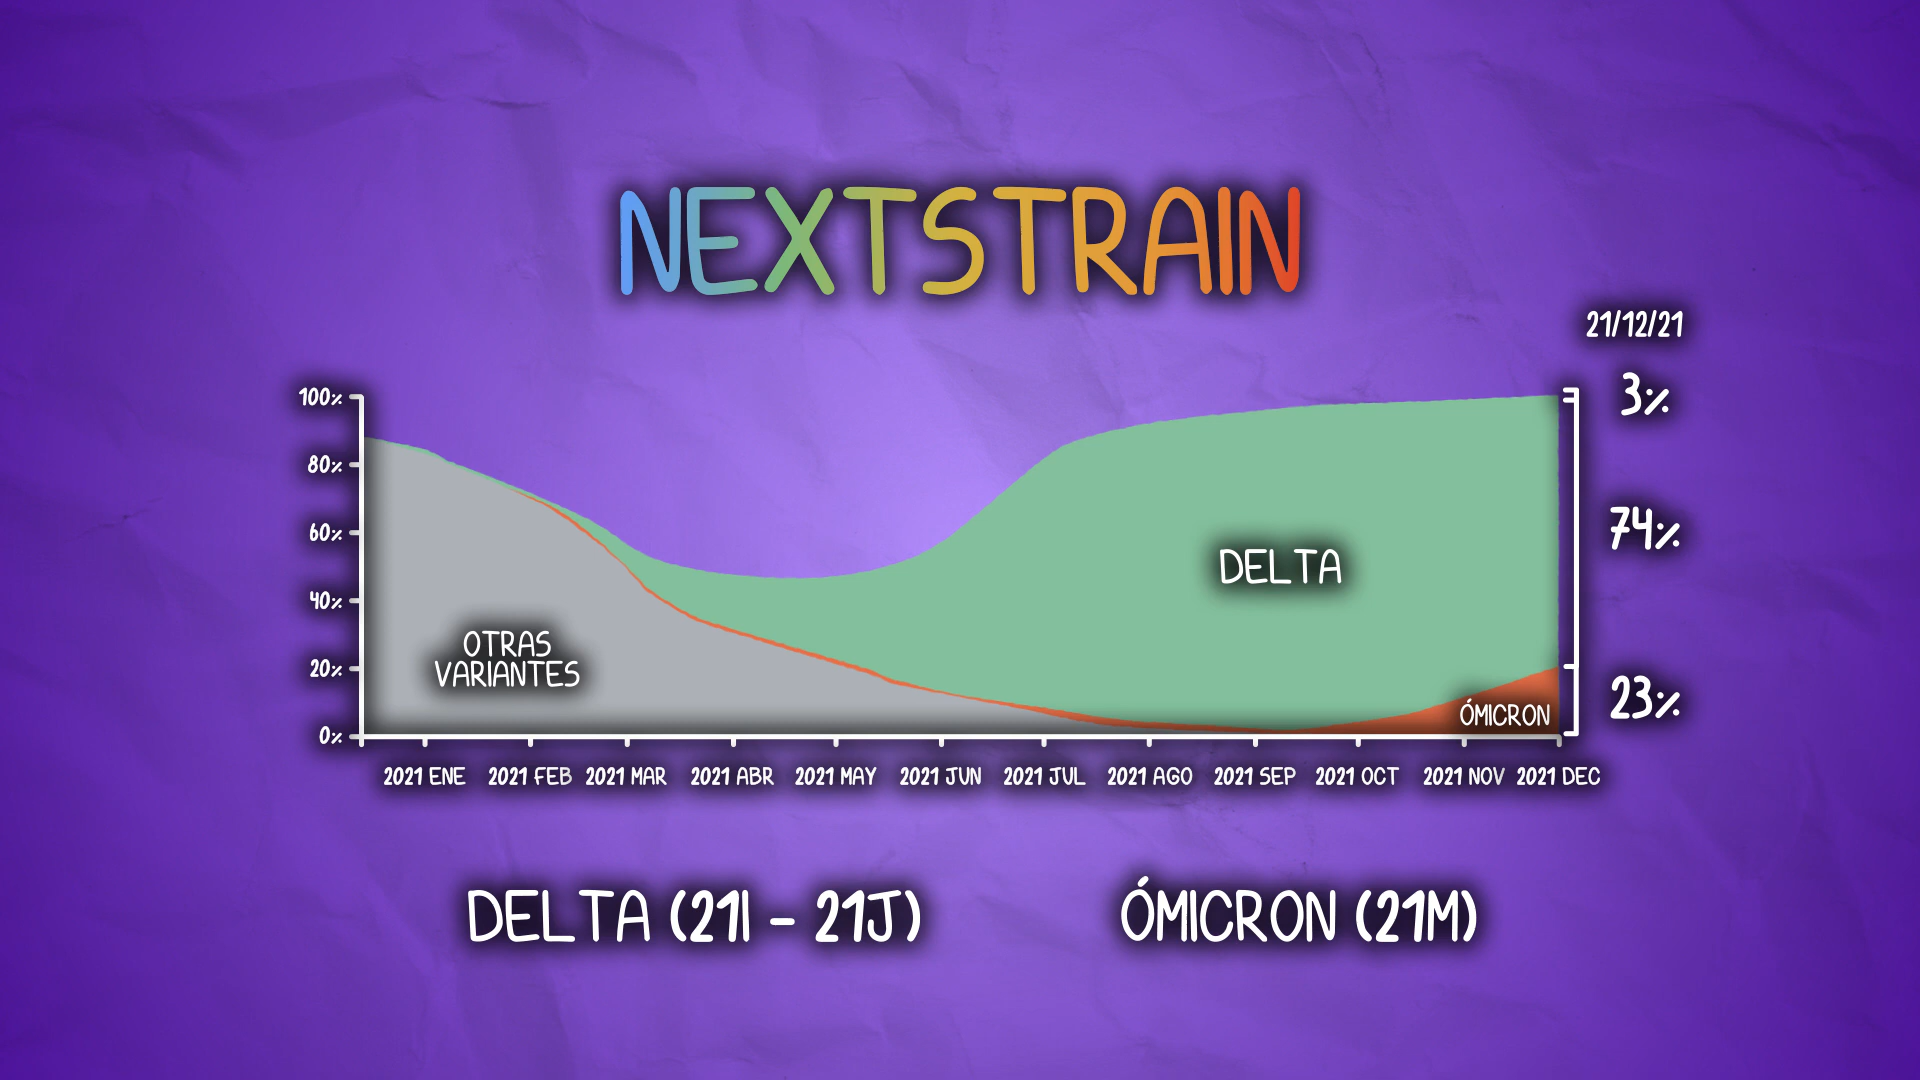 NEXTSTRAIN
21/12/21
100%
80%
60%
40%
20%
0%
OTRAS
VARIANTES
DELTA
ÓMICRON
3%
74%
23%
2021 ENE 2021 FEB 2021 MAR 2021 ABR 2021 MAY 2021 JUN 2021 JUL 2021 AGO 2021 SEP 2021 OCT 2021 NOV 2021 DEC
DELTA (21I - 21J) ÓMICRON (21M)